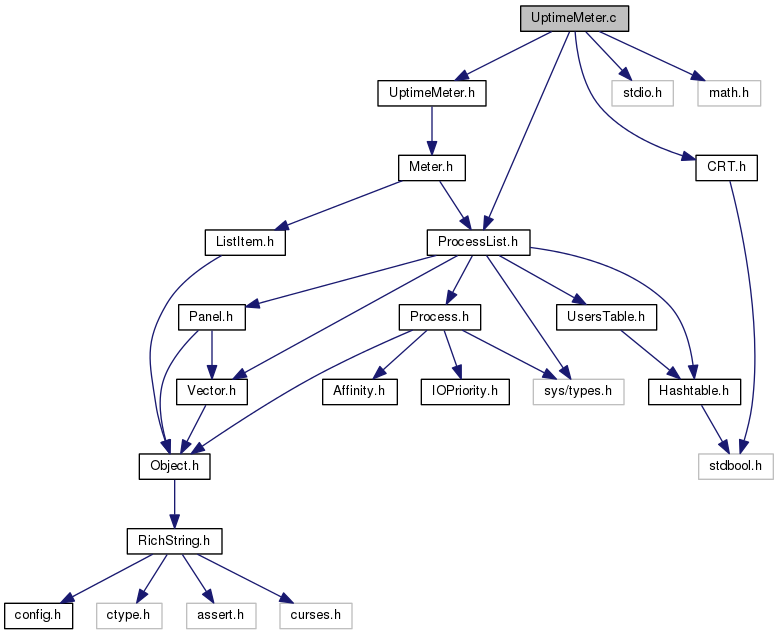 UptimeMeter.c
UptimeMeter.h
stdio.h
math.h
Meter.h
CRT.h
ListItem.h
ProcessList.h
Panel.h
Process.h
UsersTable.h
Vector.h
Affinity.h
IOPriority.h
sys/types.h
Hashtable.h
Object.h
stdbool.h
RichString.h
config.h
ctype.h
assert.h
curses.h